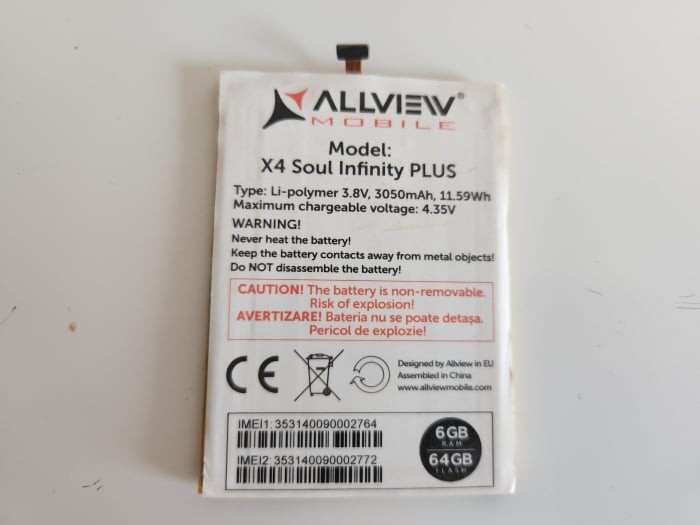 ALLVIEW®
MOBILE
Model:
X4 Soul Infinity PLUS
Type: Li-polymer 3.8V, 3050mAh, 11.59Wh
Maximum chargeable voltage: 4.35V
WARNING!
Never heat the battery!
Keep the battery contacts away from metal objects!
Do NOT disassemble the battery!
CAUTION! The battery is non-removable.
Risk of explosion!
AVERTIZARE! Bateria nu se poate detașa.
Pericol de explozie!
CE
Designed by Allview in EU
Assembled in China
www.allviewmobile.com
IMEI1: 353140090002764
IMEI2: 353140090002772
6GB
RAM
64GB
FLASH